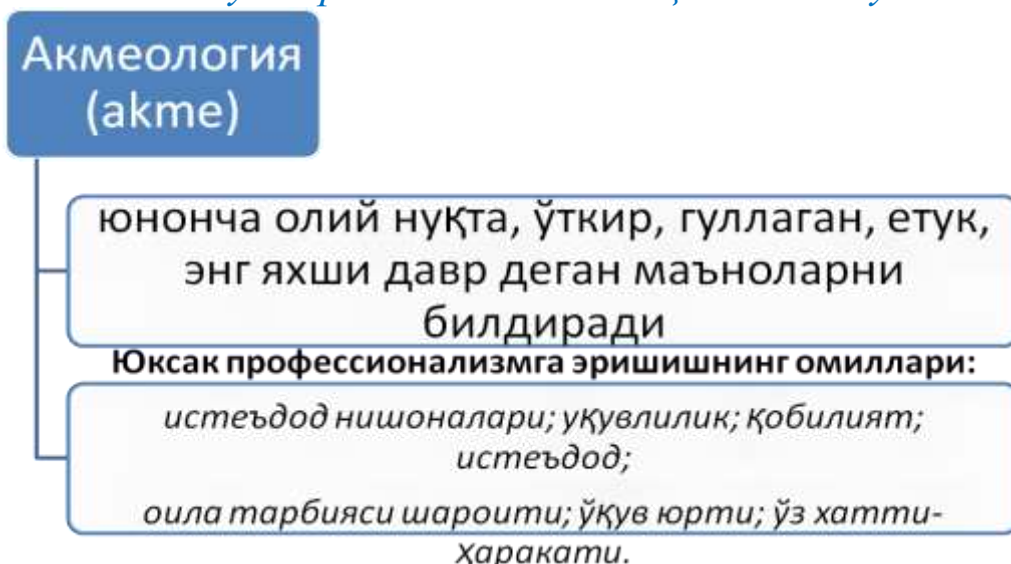 Акмеология
(akme)
юнонча олий нуқта, ўткир, гуллаган, етук,
энг яхши давр деган маъноларни
билдиради
Юксак профессионализмга эришишнинг омиллари:
истеъдод нишоналари; уқувлилик; қобилият;
истеъдод;
оила тарбияси шароити; ўқув юрти; ўз хатти-
ҳаракати.